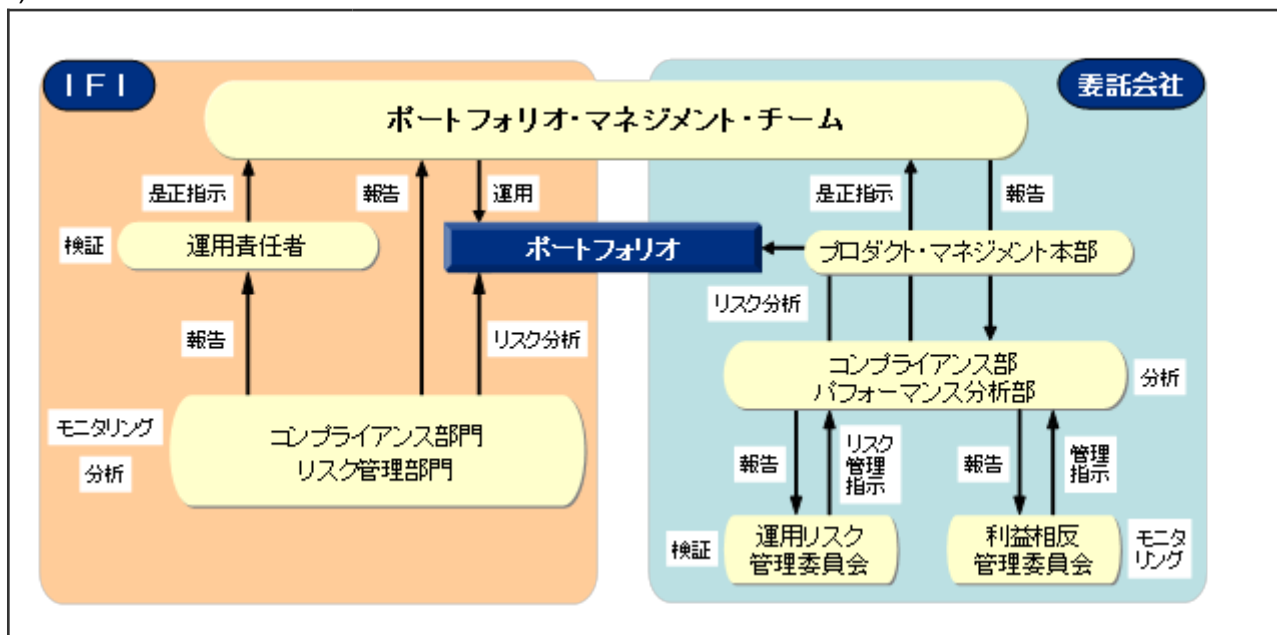 IFI
委託会社
ポートフォリオ・マネジメント・チーム
是正指示
報告
運用
是正指示
報告
検証
運用責任者
ポートフォリオ
プロダクト・マネジメント本部
報告
リスク分析
リスク分析
コンプライアンス部
パフォーマンス分析部
分析
モニタリング
分析
コンプライアンス部門
リスク管理部門
報告
リスク
管理
指示
報告
管理
指示
検証
運用リスク
管理委員会
利益相反
管理委員会
モニタ
リング